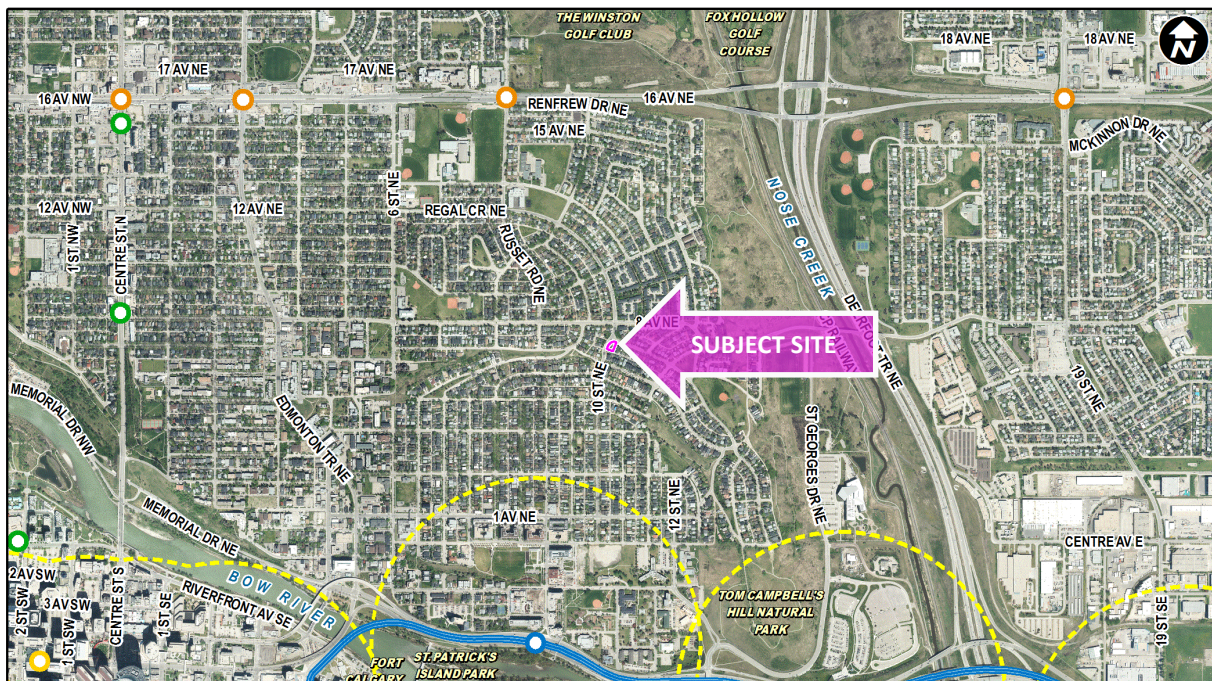 THE WINSTON
GOLF CLUB
FOX HOLLOW
GOLF
COURSE
18 AV NE
18 AV NE
N
17 AV NE
17 AV NE
16 AV NW
RENFREW DR NE
16 AV NE
15 AV NE
MCKINNON DR NE
12 AV NW
12 AV NE
6 ST NE
REGAL CR NE
NOSE CREEK
1 ST NW
CENTRE ST N
RUSSET RD NE
8 AV NE
DEERFOOT TR NE
CP RAILWAY
SUBJECT SITE
10 ST NE
19 ST NE
MEMORIAL DR NW
EDMONTON TR NE
ST. GEORGES DR NE
12 ST NE
MEMORIAL DR NE
1 AV NE
CENTRE AV E
2 AV SW
BOW RIVER
RIVERFRONT AV SE
3 AV SW
2 ST SW
1 ST SW
CENTRE ST S
1 ST SE
TOM CAMPBELL'S
HILL NATURAL
PARK
19 ST SE
FORT
CALGARY
ST. PATRICK'S
ISLAND PARK